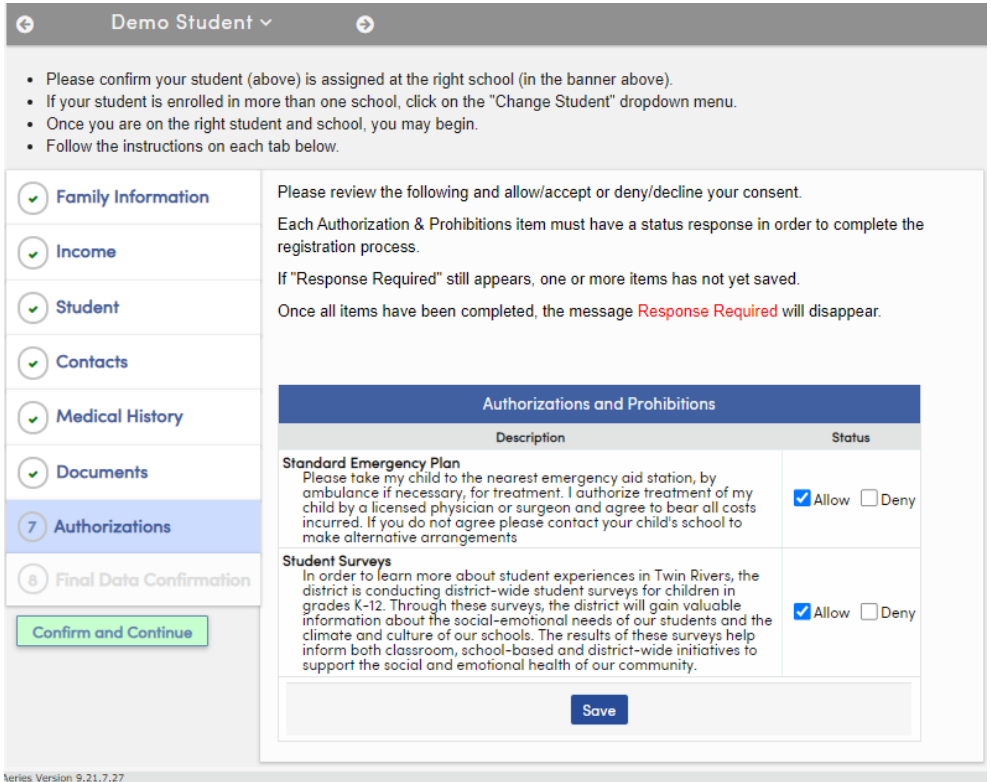 Demo Student
Please confirm your student (above) is assigned at the right school (in the banner above).
If your student is enrolled in more than one school, click on the "Change Student" dropdown menu.
Once you are on the right student and school, you may begin.
Follow the instructions on each tab below.
Family Information
Income
Student
Contacts
Medical History
Documents
7 Authorizations
8 Final Data Confirmation
Confirm and Continue
Please review the following and allow/accept or deny/decline your consent.
Each Authorization & Prohibitions item must have a status response in order to complete the
registration process.
If "Response Required" still appears, one or more items has not yet saved.
Once all items have been completed, the message Response Required will disappear.
Authorizations and Prohibitions
Description Status
Standard Emergency Plan
Please take my child to the nearest emergency aid station, by
ambulance if necessary, for treatment. I authorize treatment of my
child by a licensed physician or surgeon and agree to bear all costs
incurred. If you do not agree please contact your child's school to
make alternative arrangements
Allow Deny
Student Surveys
In order to learn more about student experiences in Twin Rivers, the
district is conducting district-wide student surveys for children in
grades K-12. Through these surveys, the district will gain valuable
information about the social-emotional needs of our students and the
climate and culture of our schools. The results of these surveys help
inform both classroom, school-based and district-wide initiatives to
support the social and emotional health of our community.
Allow Deny
Save
Aeries Version 9.21.7.27